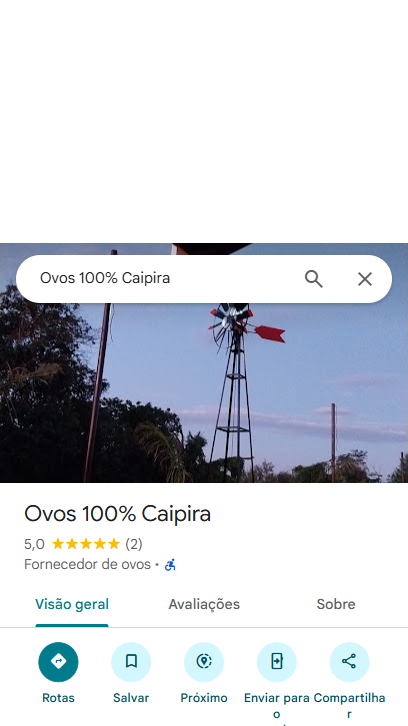 Ovos 100% Caipira
Ovos 100% Caipira
5,0 (2)
Fornecedor de ovos ·
Visão geral
Avaliações
Sobre
Rotas
Salvar
Próximo
Enviar para
o
Compartilha
r